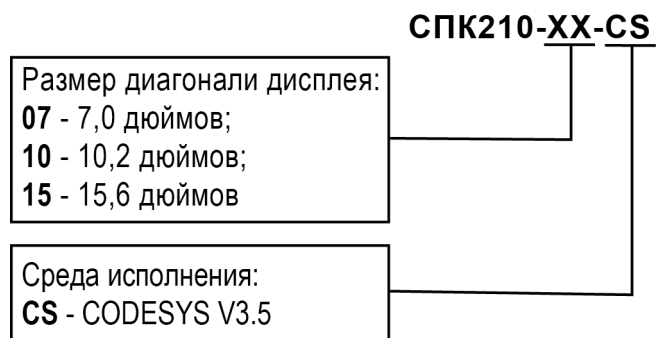 СПК210-XX-CS
Размер диагонали дисплея:
07 - 7,0 дюймов;
10 - 10,2 дюймов;
15 - 15,6 дюймов
Среда исполнения:
CS - CODESYS V3.5